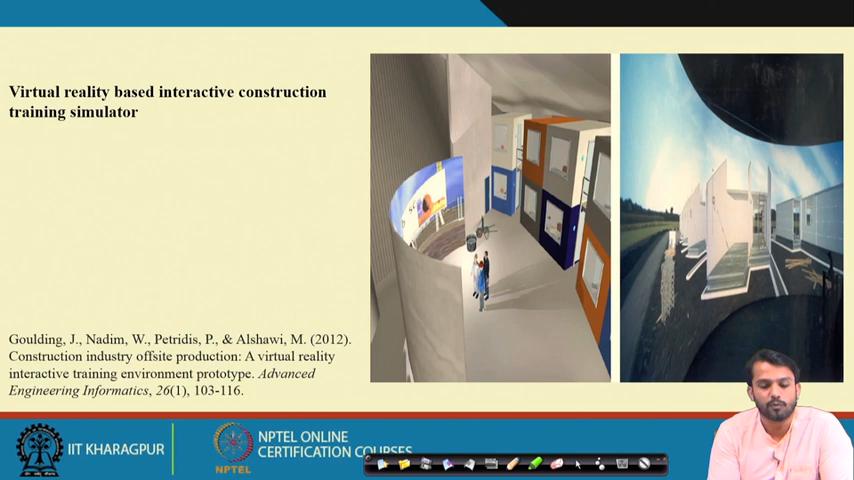 Virtual reality based interactive construction
training simulator
Goulding, J., Nadim, W., Petridis, P., & Alshawi, M. (2012).
Construction industry offsite production: A virtual reality
interactive training environment prototype. Advanced
Engineering Informatics, 26(1), 103-116.
IIT KHARAGPUR
NPTEL
NPTEL ONLINE
CERTIFICATION COURSES